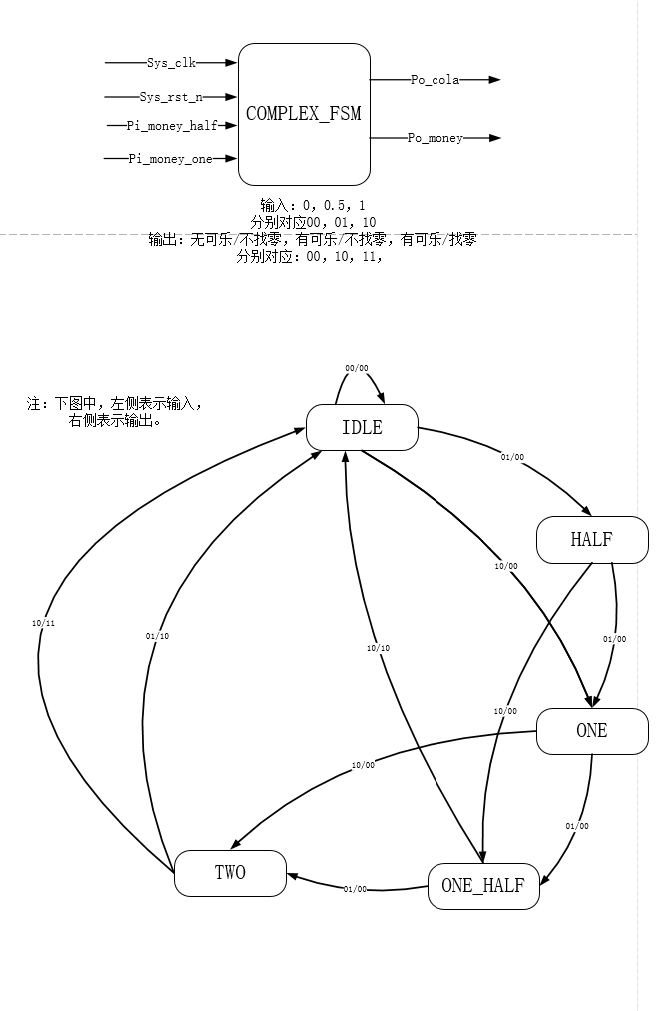 Sys_clk
Sys_rst_n
Pi_money_half
Pi_money_one
COMPLEX_FSM
Po_cola
Po_money
输入：0，0.5，1
分别对应00，01，10
输出：无可乐/不找零，有可乐/不找零，有可乐/找零
分别对应：00，10，11，
注：下图中，左侧表示输入，
右侧表示输出。
00/00
IDLE
01/00
HALF
10/00
10/11
01/10
10/10
01/00
10/00
ONE
10/00
01/00
TWO
01/00
ONE_HALF